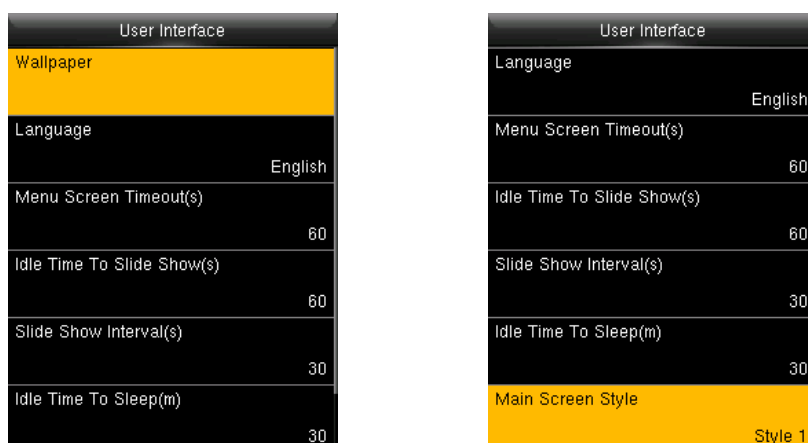 User Interface
Wallpaper
Language
English
Menu Screen Timeout(s)
60
Idle Time To Slide Show(s)
60
Slide Show Interval(s)
30
Idle Time To Sleep(m)
30
User Interface
Language
English
Menu Screen Timeout(s)
60
Idle Time To Slide Show(s)
60
Slide Show Interval(s)
30
Idle Time To Sleep(m)
30
Main Screen Style
Style 1